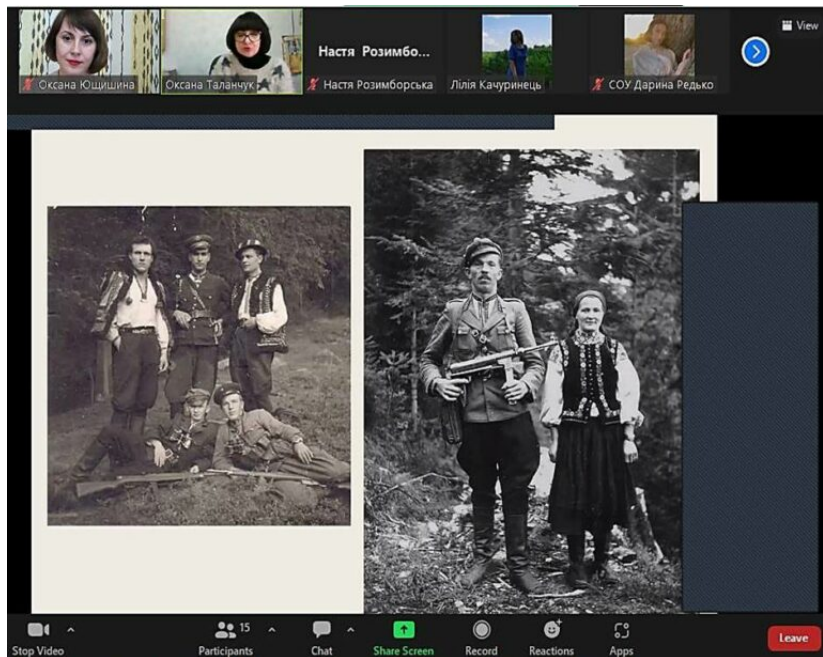 View
Настя Розимбо...
Оксана Ющишина
Оксана Таланчук
Настя Розимборська
Лілія Качуринець
СОУ Дарина Редько
Stop Video
15
Participants
Chat
Share Screen
Record
Reactions
Apps
Leave